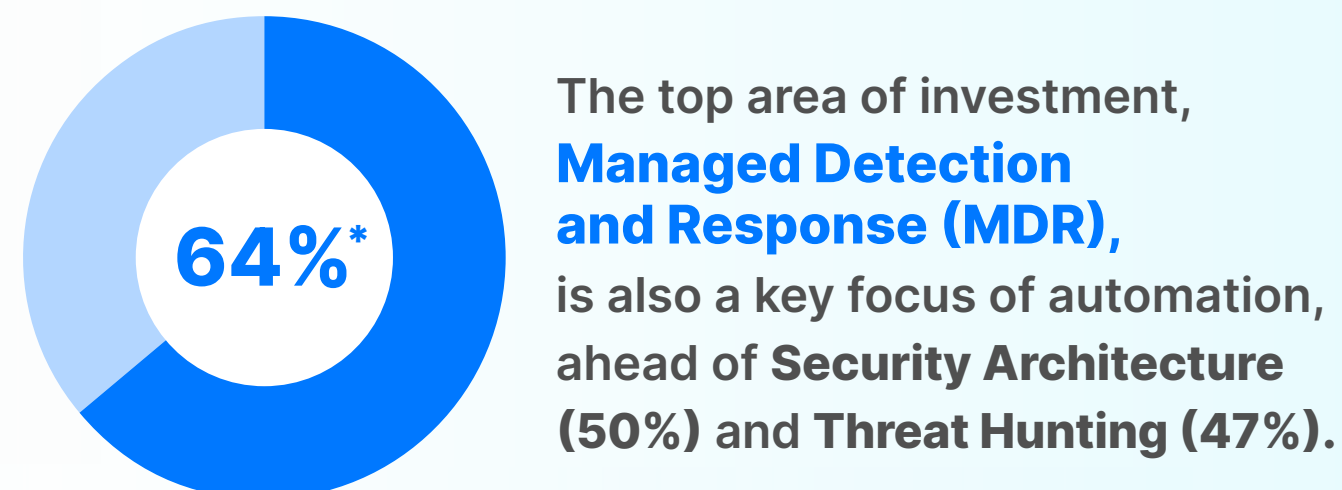 64%*
The top area of investment,
Managed Detection
and Response (MDR),
is also a key focus of automation,
ahead of Security Architecture
(50%) and Threat Hunting (47%).